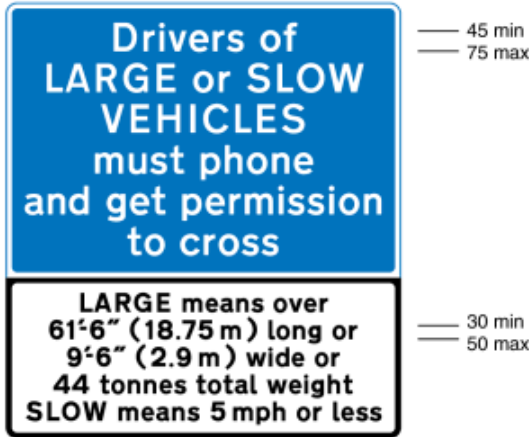 Drivers of
LARGE or SLOW
VEHICLES
must phone
and get permission
to cross
45 min
75 max
LARGE means over
61'-6" (18.75 m) long or
9'-6" (2.9 m) wide or
44 tonnes total weight
SLOW means 5 mph or less
30 min
50 max